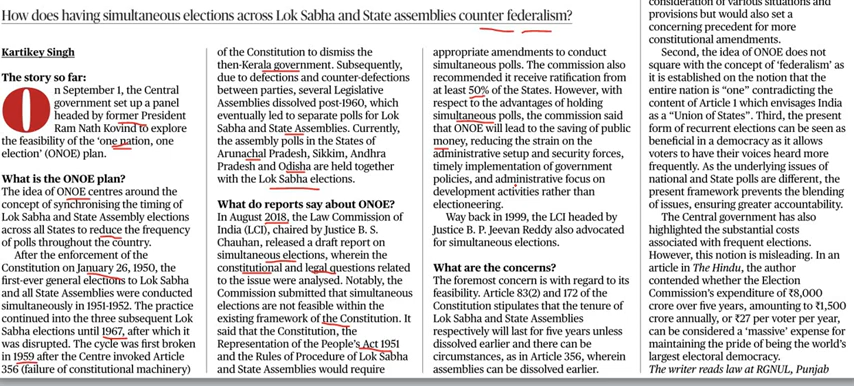 How does having simultaneous elections across Lok Sabha and State assemblies counter federalism?
Kartikey Singh
The story so far:
On September 1, the Central
government set up a panel
headed by former President
Ram Nath Kovind to explore
the feasibility of the 'one nation, one
election' (ONOE) plan.
What is the ONOE plan?
The idea of ONOE centres around the
concept of synchronising the timing of
Lok Sabha and State Assembly elections
across all States to reduce the frequency
of polls throughout the country.
After the enforcement of the
Constitution on January 26, 1950, the
first-ever general elections to Lok Sabha
and all State Assemblies were conducted
simultaneously in 1951-1952. The practice
continued into the three subsequent Lok
Sabha elections until 1967, after which it
was disrupted. The cycle was first broken
in 1959 after the Centre invoked Article
356 (failure of constitutional machinery)
of the Constitution to dismiss the
then-Kerala government. Subsequently,
due to defections and counter-defections
between parties, several Legislative
Assemblies dissolved post-1960, which
eventually led to separate polls for Lok
Sabha and State Assemblies. Currently,
the assembly polls in the States of
Arunachal Pradesh, Sikkim, Andhra
Pradesh and Odisha are held together
with the Lok Sabha elections.
What do reports say about ONOE?
In August 2018, the Law Commission of
India (LCI), chaired by Justice B. S.
Chauhan, released a draft report on
simultaneous elections, wherein the
constitutional and legal questions related
to the issue were analysed. Notably, the
Commission submitted that simultaneous
elections are not feasible within the
existing framework of the Constitution. It
said that the Constitution, the
Representation of the People's Act 1951
and the Rules of Procedure of Lok Sabha
and State Assemblies would require
appropriate amendments to conduct
simultaneous polls. The commission also
recommended it receive ratification from
at least 50% of the States. However, with
respect to the advantages of holding
simultaneous polls, the commission said
that ONOE will lead to the saving of public
money, reducing the strain on the
administrative setup and security forces,
timely implementation of government
policies, and administrative focus on
development activities rather than
electioneering.
Way back in 1999, the LCI headed by
Justice B. P. Jeevan Reddy also advocated
for simultaneous elections.
What are the concerns?
The foremost concern is with regard to its
feasibility. Article 83(2) and 172 of the
Constitution stipulates that the tenure of
Lok Sabha and State Assemblies
respectively will last for five years unless
dissolved earlier and there can be
circumstances, as in Article 356, wherein
assemblies can be dissolved earlier.
consideration of various situations and
provisions but would also set a
concerning precedent for more
constitutional amendments.
Second, the idea of ONOE does not
square with the concept of 'federalism' as
it is established on the notion that the
entire nation is "one" contradicting the
content of Article 1 which envisages India
as a "Union of States". Third, the present
form of recurrent elections can be seen as
beneficial in a democracy as it allows
voters to have their voices heard more
frequently. As the underlying issues of
national and State polls are different, the
present framework prevents the blending
of issues, ensuring greater accountability.
The Central government has also
highlighted the substantial costs
associated with frequent elections.
However, this notion is misleading. In an
article in The Hindu, the author
contended whether the Election
Commission's expenditure of ₹8,000
crore over five years, amounting to ₹1,500
crore annually, or ₹27 per voter per year,
can be considered a 'massive' expense for
maintaining the pride of being the world's
largest electoral democracy.
The writer reads law at RGNUL, Punjab